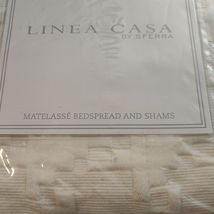 LINEA CASA
BY SFERRA
MATELASSÉ BEDSPREAD AND SHAMS